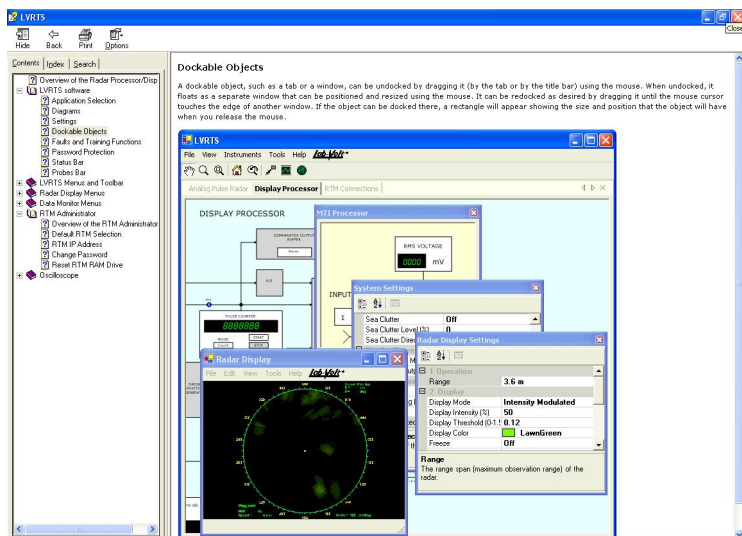 LVRTS
Close
Hide Back Print Options
Contents Index Search
Overview of the Radar Processor/Disp
LVRTS software
Application Selection
Diagrams
Settings
Dockable Objects
Faults and Training Functions
Password Protection
Status Bar
Probes Bar
LVRTS Menus and Toolbar
Radar Display Menus
Data Monitor Menus
RTM Administrator
Overview of the RTM Administrator
Default RTM Selection
RTM IP Address
Change Password
Reset RTM RAM Drive
Oscilloscope
Dockable Objects
A dockable object, such as a tab or a window, can be undocked by dragging it (by the tab or by the title bar) using the mouse. When undocked, it
floats as a separate window that can be positioned and resized using the mouse. It can be redocked as desired by dragging it until the mouse cursor
touches the edge of another window. If the object can be docked there, a rectangle will appear showing the size and position that the object will have
when you release the mouse.
LVRTS
File View Instruments Tools Help Lab-Volt
Analog Pulse Radar Display Processor RTM Connections
DISPLAY PROCESSOR
MTI Processor
RMS VOLTAGE
0000 mV
PULSE COUNTER
8888888
MODE START
INPUT
1
System Settings
Sea Clutter Off
Sea Clutter Level (%) 0
Sea Clutter Direc
Radar Display Settings
1 Operation
Range 3.6 m
2 Display
Display Mode Intensity Modulated
Display Intensity (%) 50
Display Threshold (0-1.5 0.12
Display Color LawnGreen
Freeze Off
Range
The range span (maximum observation range) of the
radar.
Radar Display
File Edit View Tools Help Lab-Volt